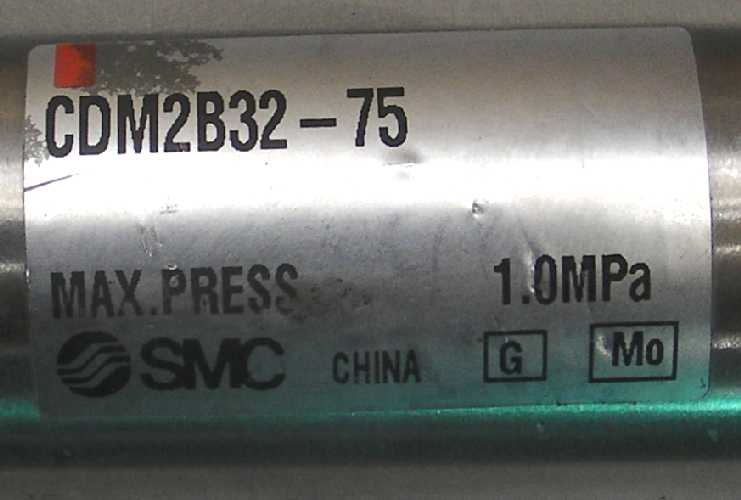 CDM2B32-75
MAX.PRESS 1.0MPa
SMC CHINA G Mo